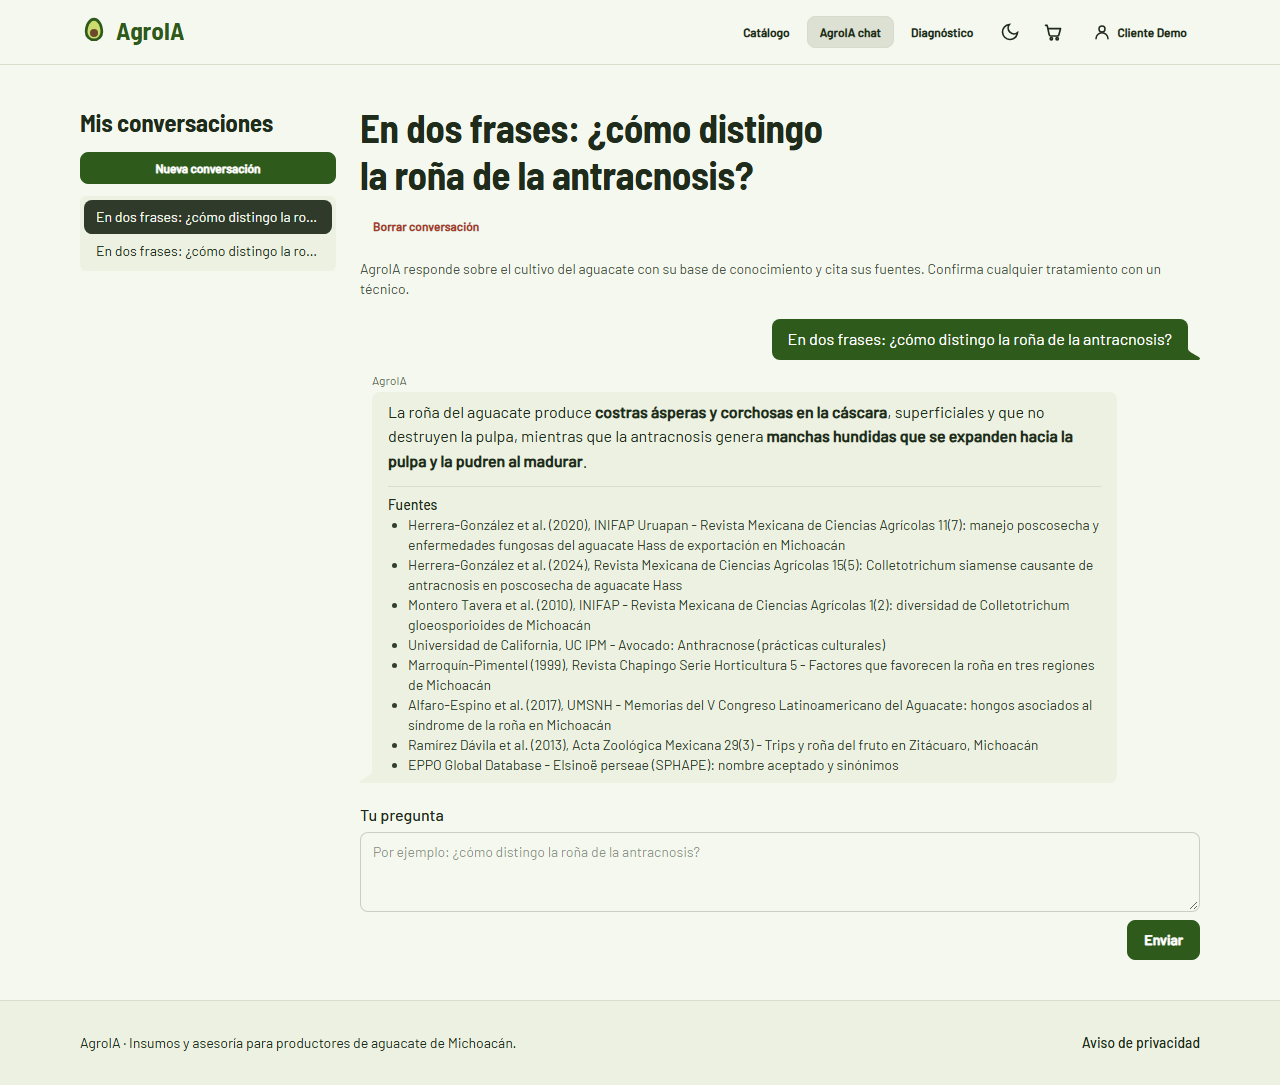 AgroIA
Catálogo
AgroIA chat
Diagnóstico
Cliente Demo
Mis conversaciones
Nueva conversación
En dos frases: ¿cómo distingo la ro...
En dos frases: ¿cómo distingo la ro...
En dos frases: ¿cómo distingo
la roña de la antracnosis?
Borrar conversación
AgroIA responde sobre el cultivo del aguacate con su base de conocimiento y cita sus fuentes. Confirma cualquier tratamiento con un
técnico.
En dos frases: ¿cómo distingo la roña de la antracnosis?
AgroIA
La roña del aguacate produce costras ásperas y corchosas en la cáscara, superficiales y que no
destruyen la pulpa, mientras que la antracnosis genera manchas hundidas que se expanden hacia la
pulpa y la pudren al madurar.
Fuentes
Herrera-González et al. (2020), INIFAP Uruapan - Revista Mexicana de Ciencias Agrícolas 11(7): manejo poscosecha y
enfermedades fungosas del aguacate Hass de exportación en Michoacán
Herrera-González et al. (2024), Revista Mexicana de Ciencias Agrícolas 15(5): Colletotrichum siamense causante de
antracnosis en poscosecha de aguacate Hass
Montero Tavera et al. (2010), INIFAP - Revista Mexicana de Ciencias Agrícolas 1(2): diversidad de Colletotrichum
gloeosporioides de Michoacán
Universidad de California, UC IPM - Avocado: Anthracnose (prácticas culturales)
Marroquín-Pimentel (1999), Revista Chapingo Serie Horticultura 5 - Factores que favorecen la roña en tres regiones
de Michoacán
Alfaro-Espino et al. (2017), UMSNH - Memorias del V Congreso Latinoamericano del Aguacate: hongos asociados al
síndrome de la roña en Michoacán
Ramírez Dávila et al. (2013), Acta Zoológica Mexicana 29(3) - Trips y roña del fruto en Zitácuaro, Michoacán
EPPO Global Database - Elsinoë perseae (SPHAPE): nombre aceptado y sinónimos
Tu pregunta
Por ejemplo: ¿cómo distingo la roña de la antracnosis?
Enviar
AgroIA · Insumos y asesoría para productores de aguacate de Michoacán.
Aviso de privacidad